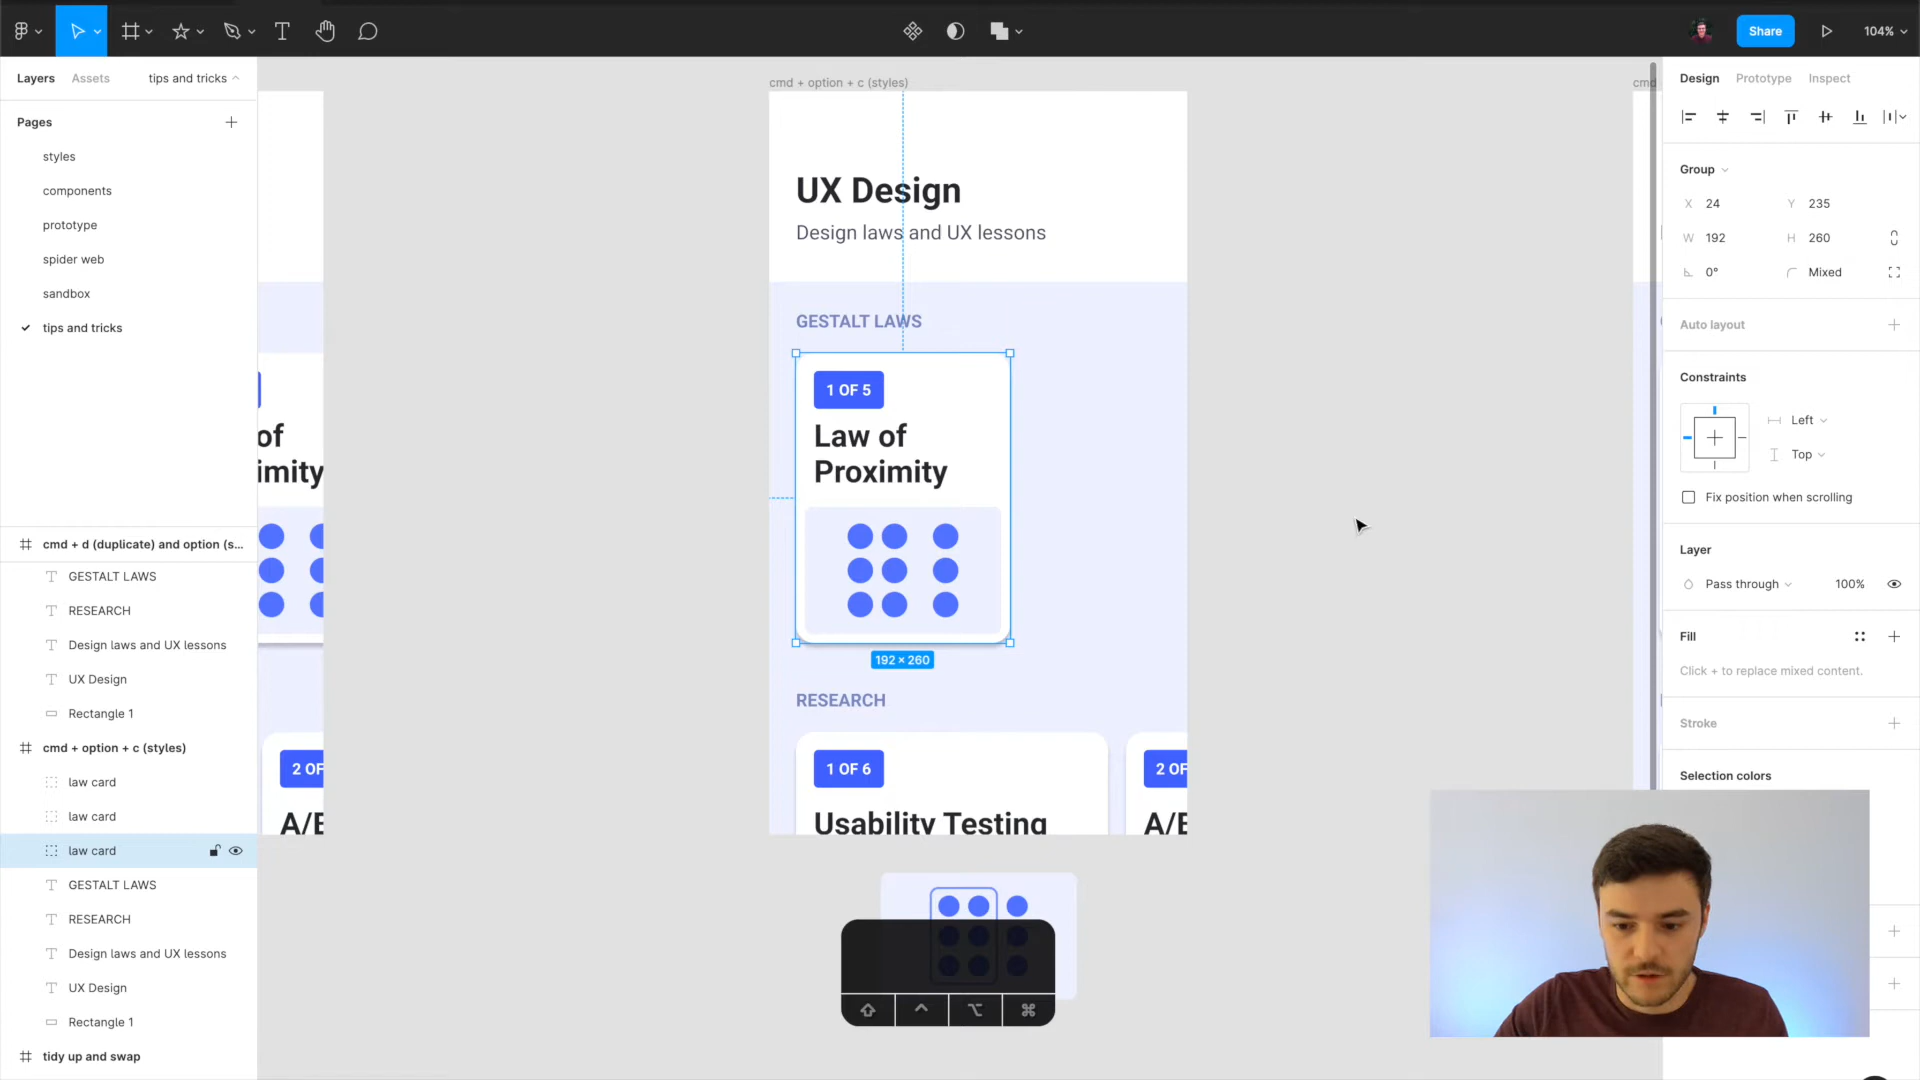 Share
104%
Layers
Assets
tips and tricks
Pages
styles
components
prototype
spider web
sandbox
tips and tricks
cmd + d (duplicate) and option (s...
GESTALT LAWS
RESEARCH
Design laws and UX lessons
UX Design
Rectangle 1
cmd + option + c (styles)
law card
law card
law card
GESTALT LAWS
RESEARCH
Design laws and UX lessons
UX Design
Rectangle 1
tidy up and swap
of
imity
2 OF
A/B
cmd + option + c (styles)
UX Design
Design laws and UX lessons
GESTALT LAWS
1 OF 5
Law of
Proximity
192 × 260
RESEARCH
1 OF 6
Usability Testing
2 OF
cmd
Design
Prototype
Inspect
Group
X 24
Y 235
W 192
H 260
0°
Mixed
Auto layout
Constraints
Left
Top
Fix position when scrolling
Layer
Pass through
100%
Fill
Click + to replace mixed content.
Stroke
Selection colors